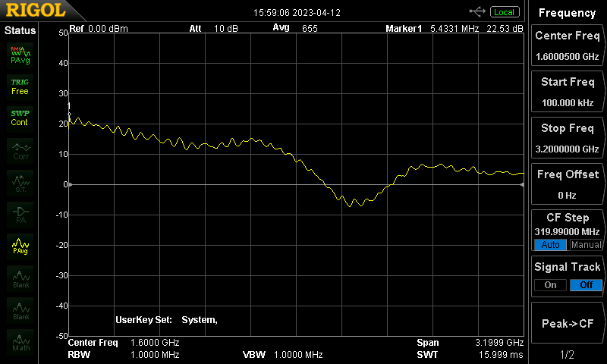 RIGOL
15:59:06 2023-04-12
Local
Frequency
Status
Ref 0.00 dBm
Att 10 dB
Avg 655
Marker1 5.4331 MHz 22.53 dB
Center Freq
1.6000500 GHz
Start Freq
100.000 kHz
Stop Freq
3.2000000 GHz
Freq Offset
0 Hz
CF Step
319.99000 MHz
Auto Manual
Signal Track
On Off
Peak->CF
1/2
PAvg
TRIG
Free
SWP
Cont
Corr
S.T.
PA
PAvg
Blank
Blank
Math
50
40
30
20
10
0
-10
-20
-30
-40
-50
1
UserKey Set: System,
Center Freq 1.6000 GHz
Span 3.1999 GHz
RBW 1.0000 MHz
VBW 1.0000 MHz
SWT 15.999 ms